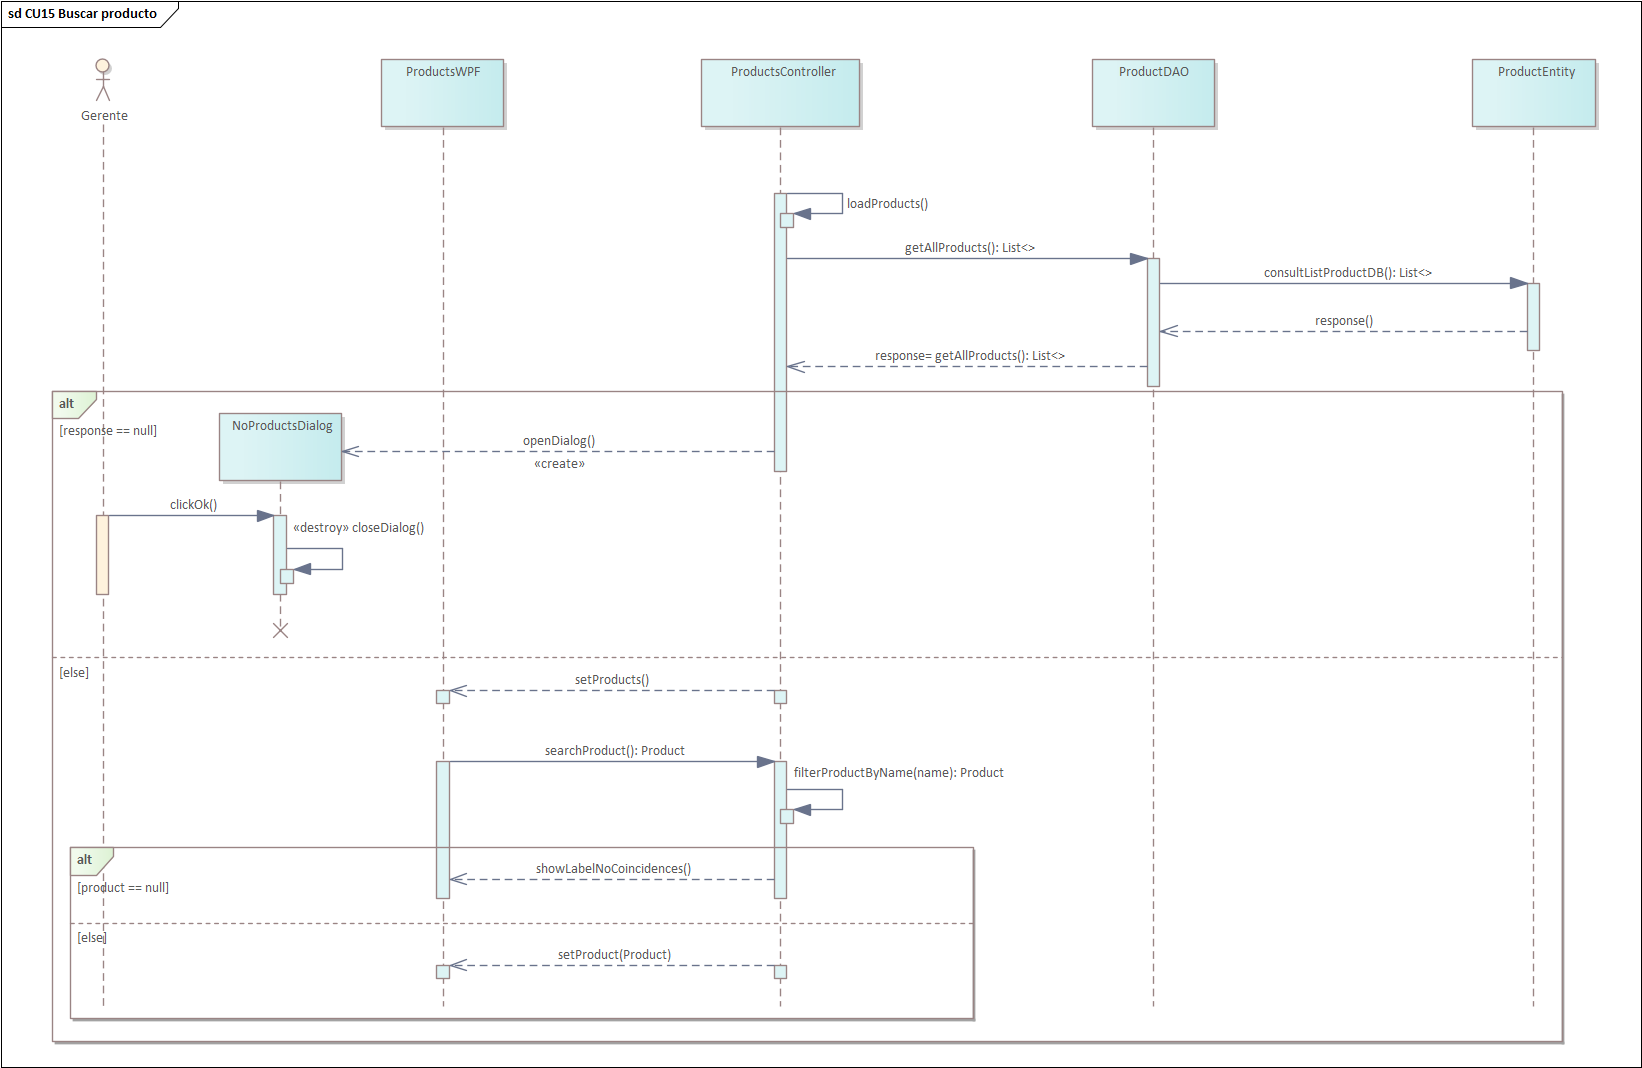 sd CU15 Buscar producto
Gerente
ProductsWPF
ProductsController
ProductDAO
ProductEntity
loadProducts()
getAllProducts(): List<>
consultListProductDB(): List<>
response()
response= getAllProducts(): List<>
alt
[response == null]
NoProductsDialog
openDialog()
«create»
clickOk()
«destroy» closeDialog()
[else]
setProducts()
searchProduct(): Product
filterProductByName(name): Product
alt
[product == null]
showLabelNoCoincidences()
[else]
setProduct(Product)